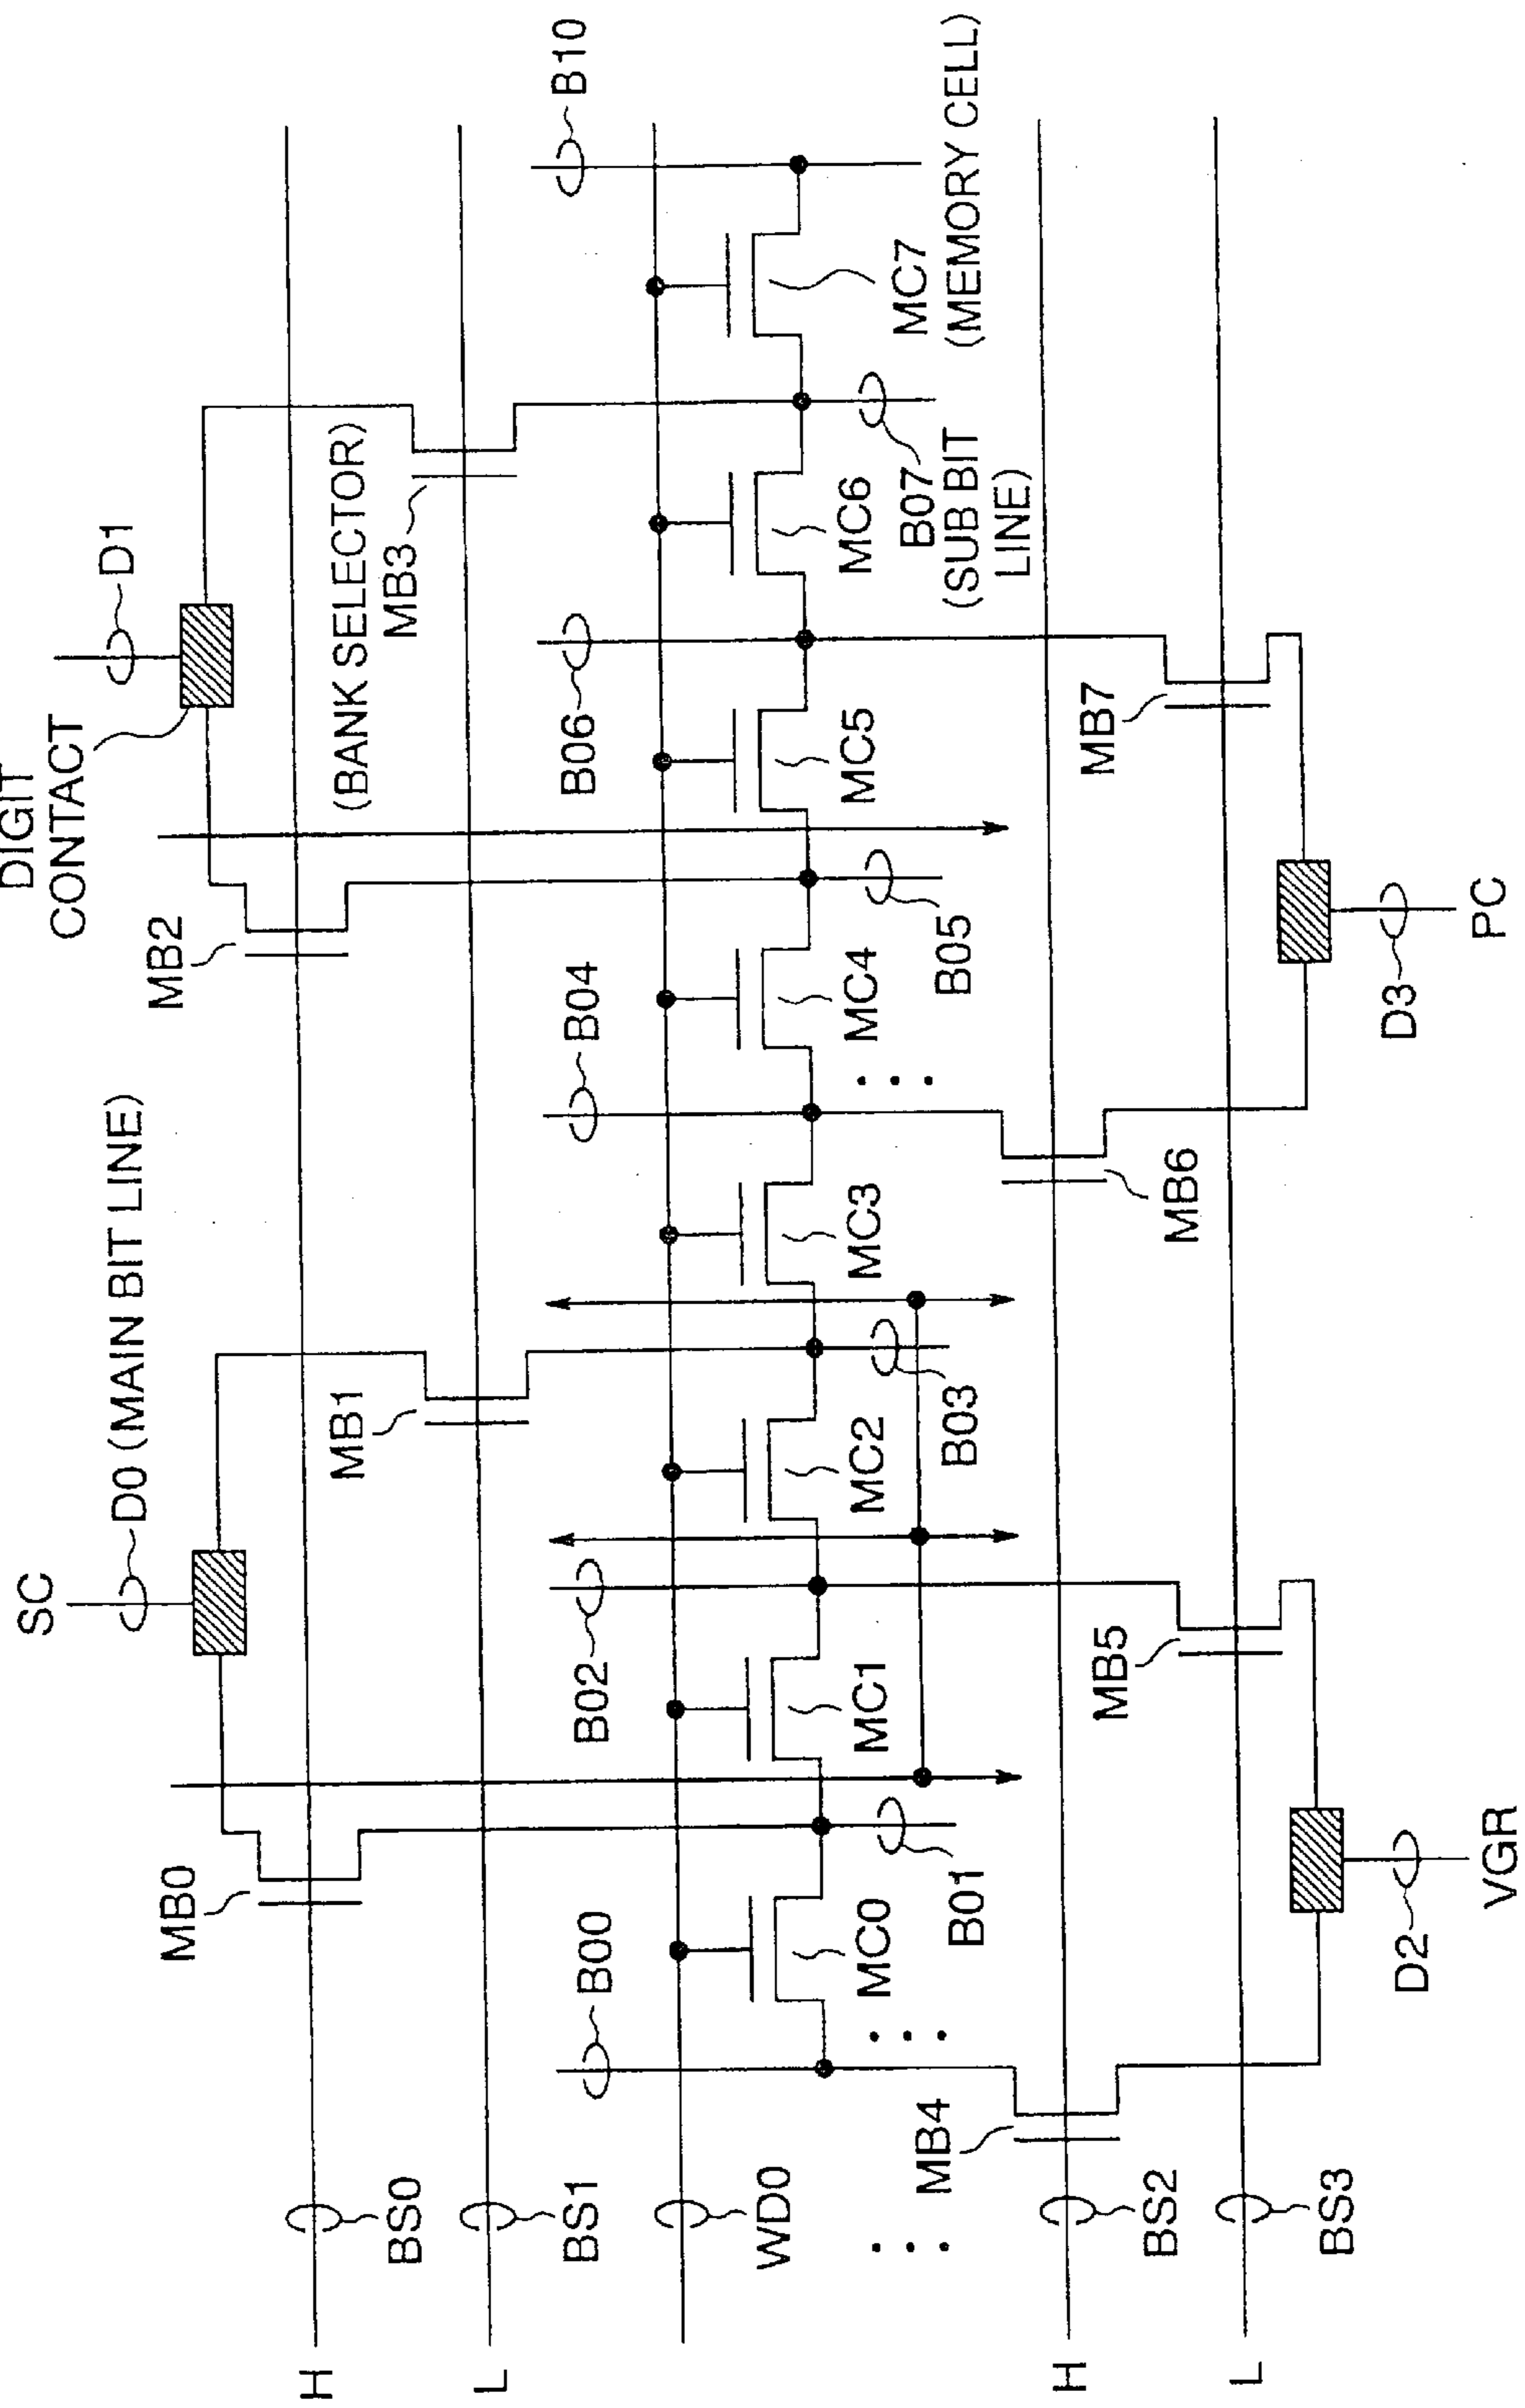 SC
D0 (MAIN BIT LINE)
DIGIT
CONTACT
D1
MB0
MB2
MB1
(BANK SELECTOR)
MB3
H
BS0
L
BS1
B00
B02
B04
B06
B10
WD0
MC0
MC1
MC2
MC3
MC4
MC5
MC6
MC7
(MEMORY CELL)
B01
B03
B05
B07
(SUB BIT
LINE)
MB4
MB5
MB6
MB7
H
BS2
L
BS3
D2
VGR
D3
PC